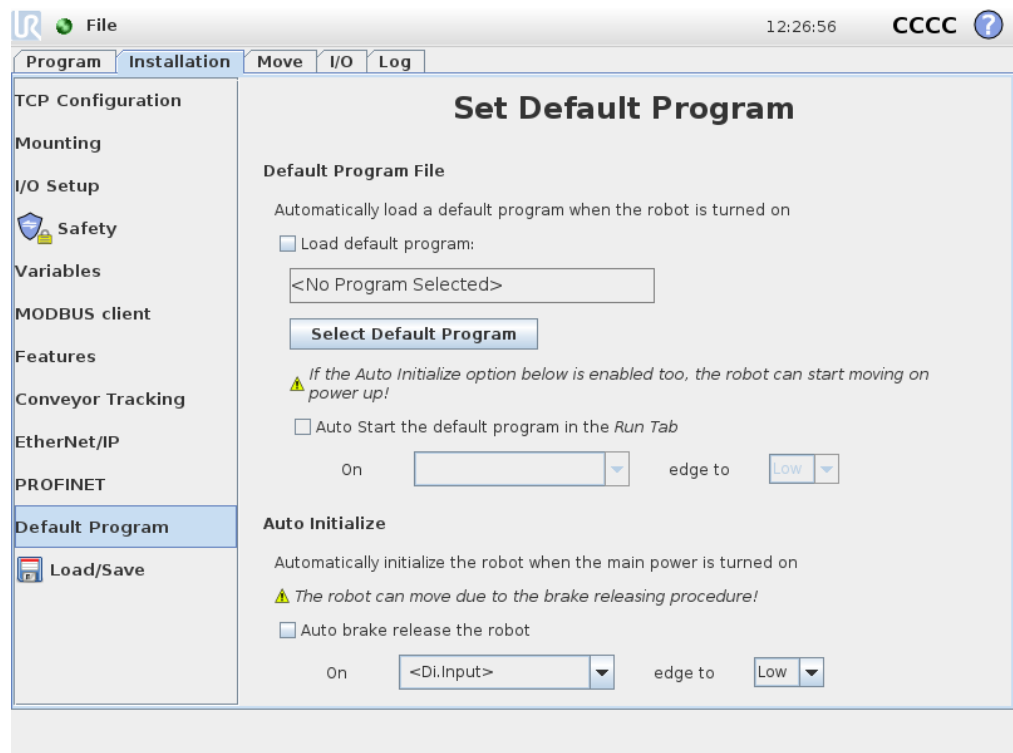 UR File 12:26:56 CCCC ?
Program Installation Move I/O Log
TCP Configuration
Mounting
I/O Setup
Safety
Variables
MODBUS client
Features
Conveyor Tracking
EtherNet/IP
PROFINET
Default Program
Load/Save
Set Default Program
Default Program File
Automatically load a default program when the robot is turned on
Load default program:
<No Program Selected>
Select Default Program
If the Auto Initialize option below is enabled too, the robot can start moving on
power up!
Auto Start the default program in the Run Tab
On edge to Low
Auto Initialize
Automatically initialize the robot when the main power is turned on
The robot can move due to the brake releasing procedure!
Auto brake release the robot
On <Di.Input> edge to Low